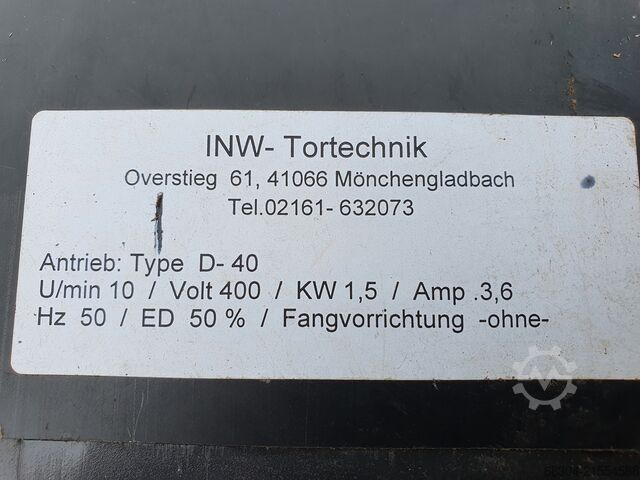 INW- Tortechnik
Overstieg 61, 41066 Mönchengladbach
Tel.02161- 632073
Antrieb: Type D- 40
U/min 10 / Volt 400 / KW 1,5 / Amp .3,6
Hz 50 / ED 50 % / Fangvorrichtung -ohne-